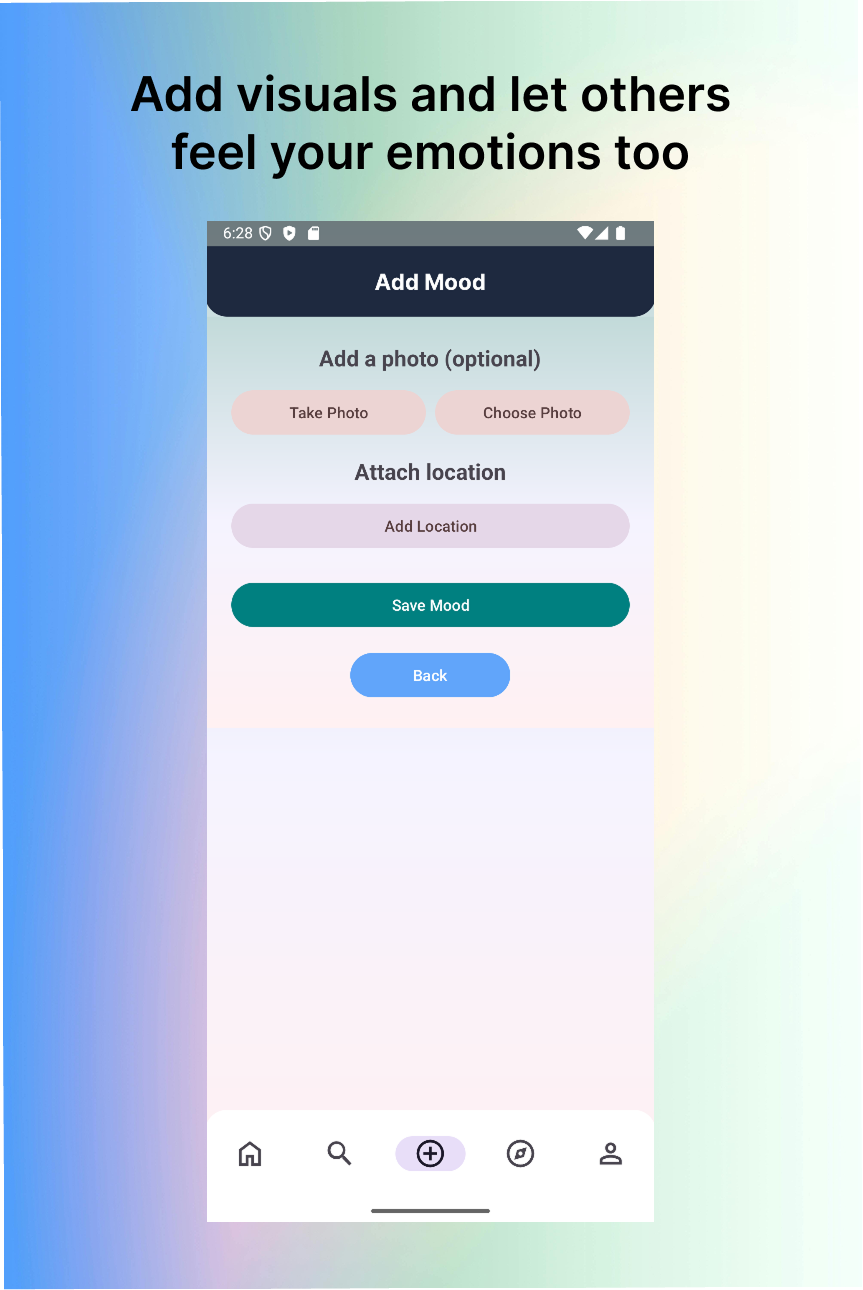 Add visuals and let others
feel your emotions too
6:28
Add Mood
Add a photo (optional)
Take Photo
Choose Photo
Attach location
Add Location
Save Mood
Back